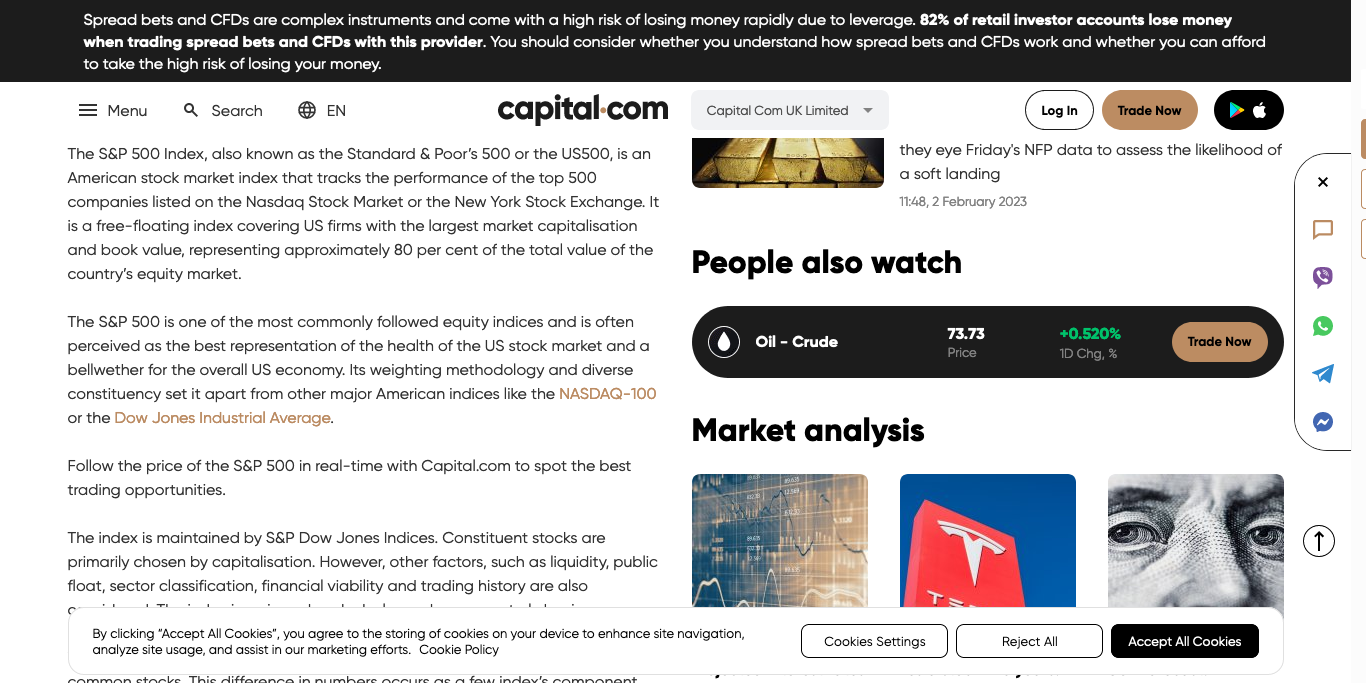 Spread bets and CFDs are complex instruments and come with a high risk of losing money rapidly due to leverage. 82% of retail investor accounts lose money
when trading spread bets and CFDs with this provider. You should consider whether you understand how spread bets and CFDs work and whether you can afford
to take the high risk of losing your money.
Menu
Search
EN
capital.com
Capital Com UK Limited
Log In
Trade Now
The S&P 500 Index, also known as the Standard & Poor’s 500 or the US500, is an
American stock market index that tracks the performance of the top 500
companies listed on the Nasdaq Stock Market or the New York Stock Exchange. It
is a free-floating index covering US firms with the largest market capitalisation
and book value, representing approximately 80 per cent of the total value of the
country’s equity market.
The S&P 500 is one of the most commonly followed equity indices and is often
perceived as the best representation of the health of the US stock market and a
bellwether for the overall US economy. Its weighting methodology and diverse
constituency set it apart from other major American indices like the NASDAQ-100
or the Dow Jones Industrial Average.
Follow the price of the S&P 500 in real-time with Capital.com to spot the best
trading opportunities.
The index is maintained by S&P Dow Jones Indices. Constituent stocks are
primarily chosen by capitalisation. However, other factors, such as liquidity, public
float, sector classification, financial viability and trading history are also
common stocks. This difference in numbers occurs as a few index’s component
they eye Friday's NFP data to assess the likelihood of
a soft landing
11:48, 2 February 2023
People also watch
Oil - Crude
73.73
Price
+0.520%
1D Chg, %
Trade Now
Market analysis
By clicking “Accept All Cookies”, you agree to the storing of cookies on your device to enhance site navigation,
analyze site usage, and assist in our marketing efforts. Cookie Policy
Cookies Settings
Reject All
Accept All Cookies